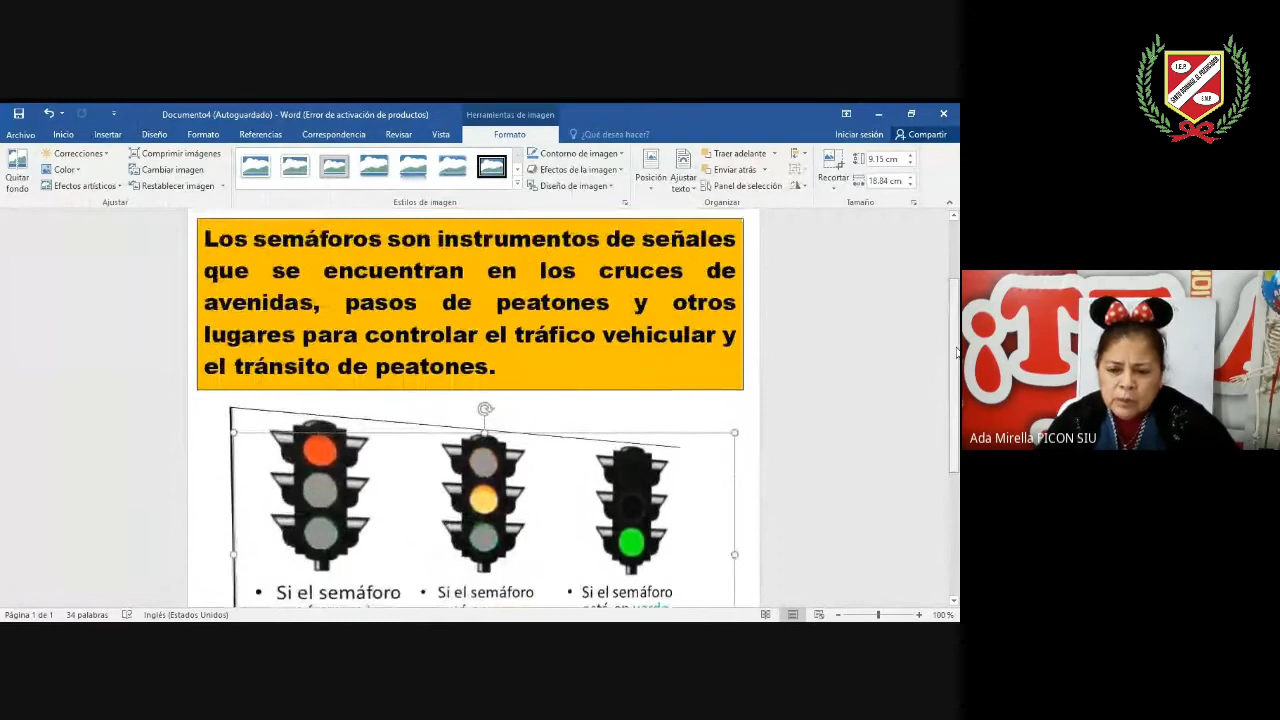 Documento4 (Autoguardado) - Word (Error de activación de productos)
Herramientas de imagen
Archivo Inicio Insertar Diseño Formato Referencias Correspondencia Revisar Vista Formato ¿Qué desea hacer? Iniciar sesión Compartir
Quitar fondo
Correcciones
Color
Efectos artísticos
Comprimir imágenes
Cambiar imagen
Restablecer imagen
Ajustar
Estilos de imagen
Contorno de imagen
Efectos de la imagen
Diseño de imagen
Posición
Ajustar texto
Traer adelante
Enviar atrás
Panel de selección
Organizar
Recortar
9.15 cm
18.84 cm
Tamaño
Los semáforos son instrumentos de señales
que se encuentran en los cruces de
avenidas, pasos de peatones y otros
lugares para controlar el tráfico vehicular y
el tránsito de peatones.
• Si el semáforo
• Si el semáforo
• Si el semáforo
está en verde
Página 1 de 1 34 palabras Inglés (Estados Unidos) 100 %
I.E.P.
Ada Mirella PICON SIU